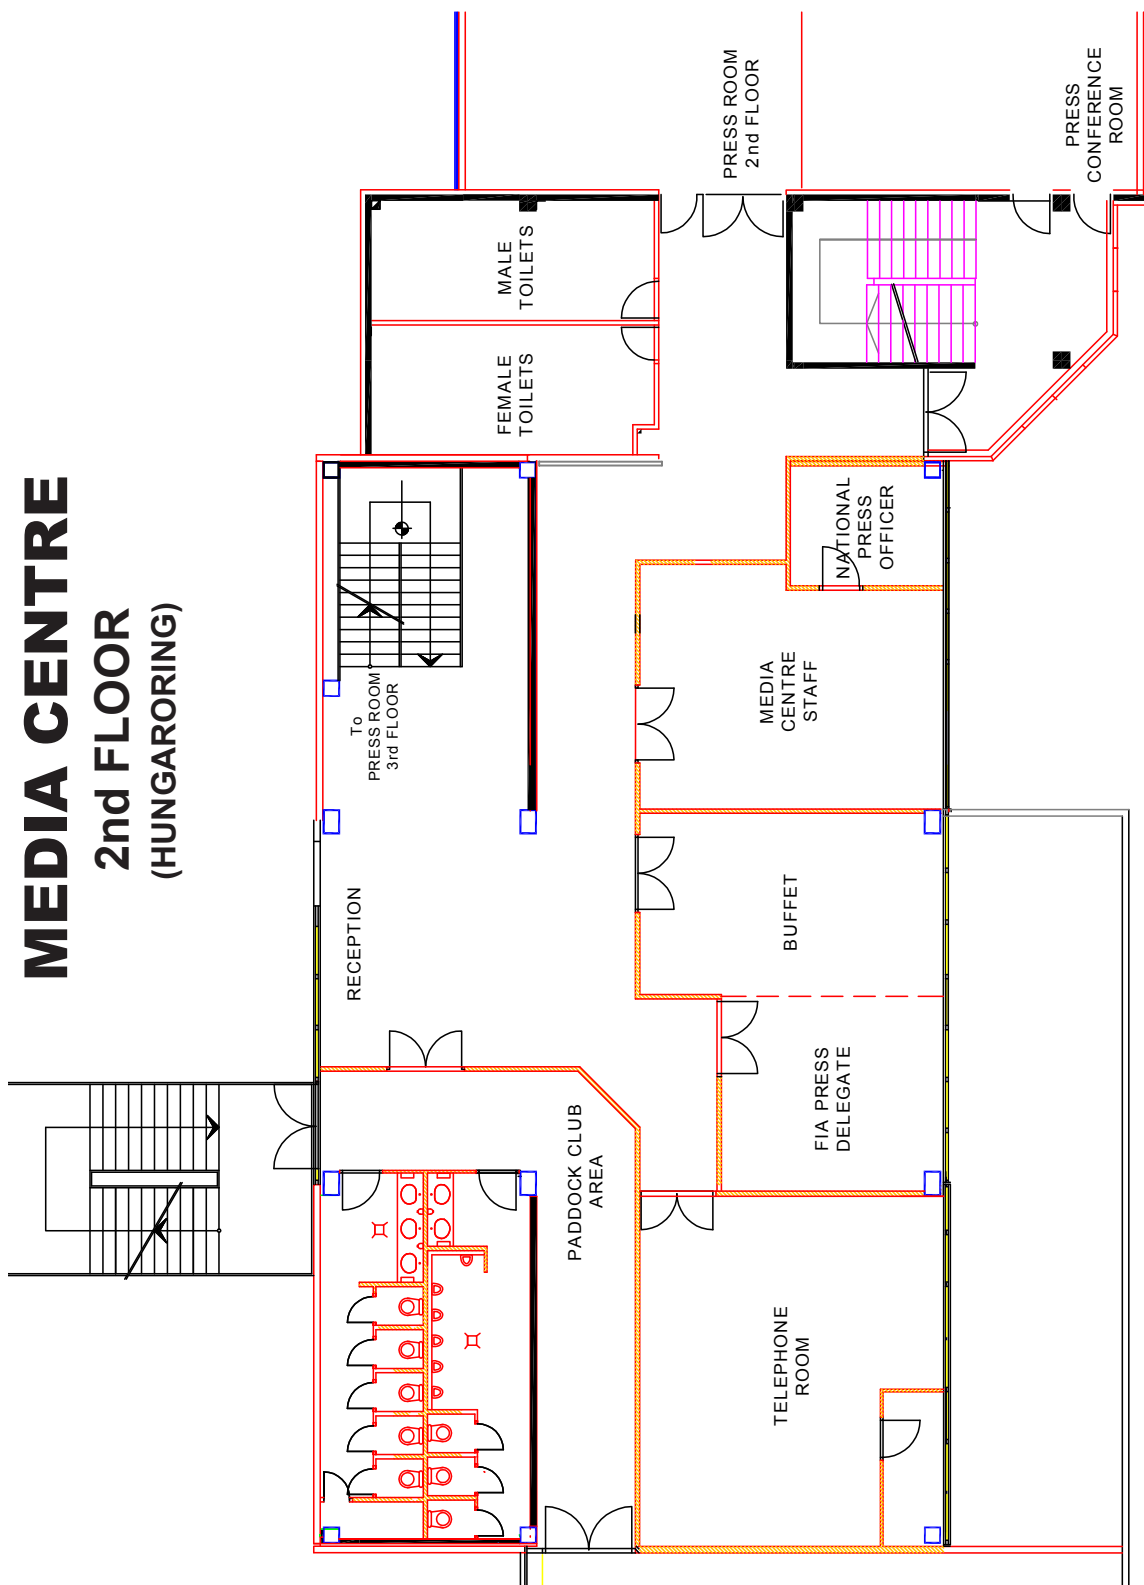 MEDIA CENTRE
2nd FLOOR
(HUNGARORING)
RECEPTION
To
PRESS ROOM
3rd FLOOR
FEMALE
TOILETS
MALE
TOILETS
PADDOCK CLUB
AREA
PRESS ROOM
2nd FLOOR
TELEPHONE
ROOM
FIA PRESS
DELEGATE
BUFFET
MEDIA
CENTRE
STAFF
NATIONAL
PRESS
OFFICER
PRESS
CONFERENCE
ROOM